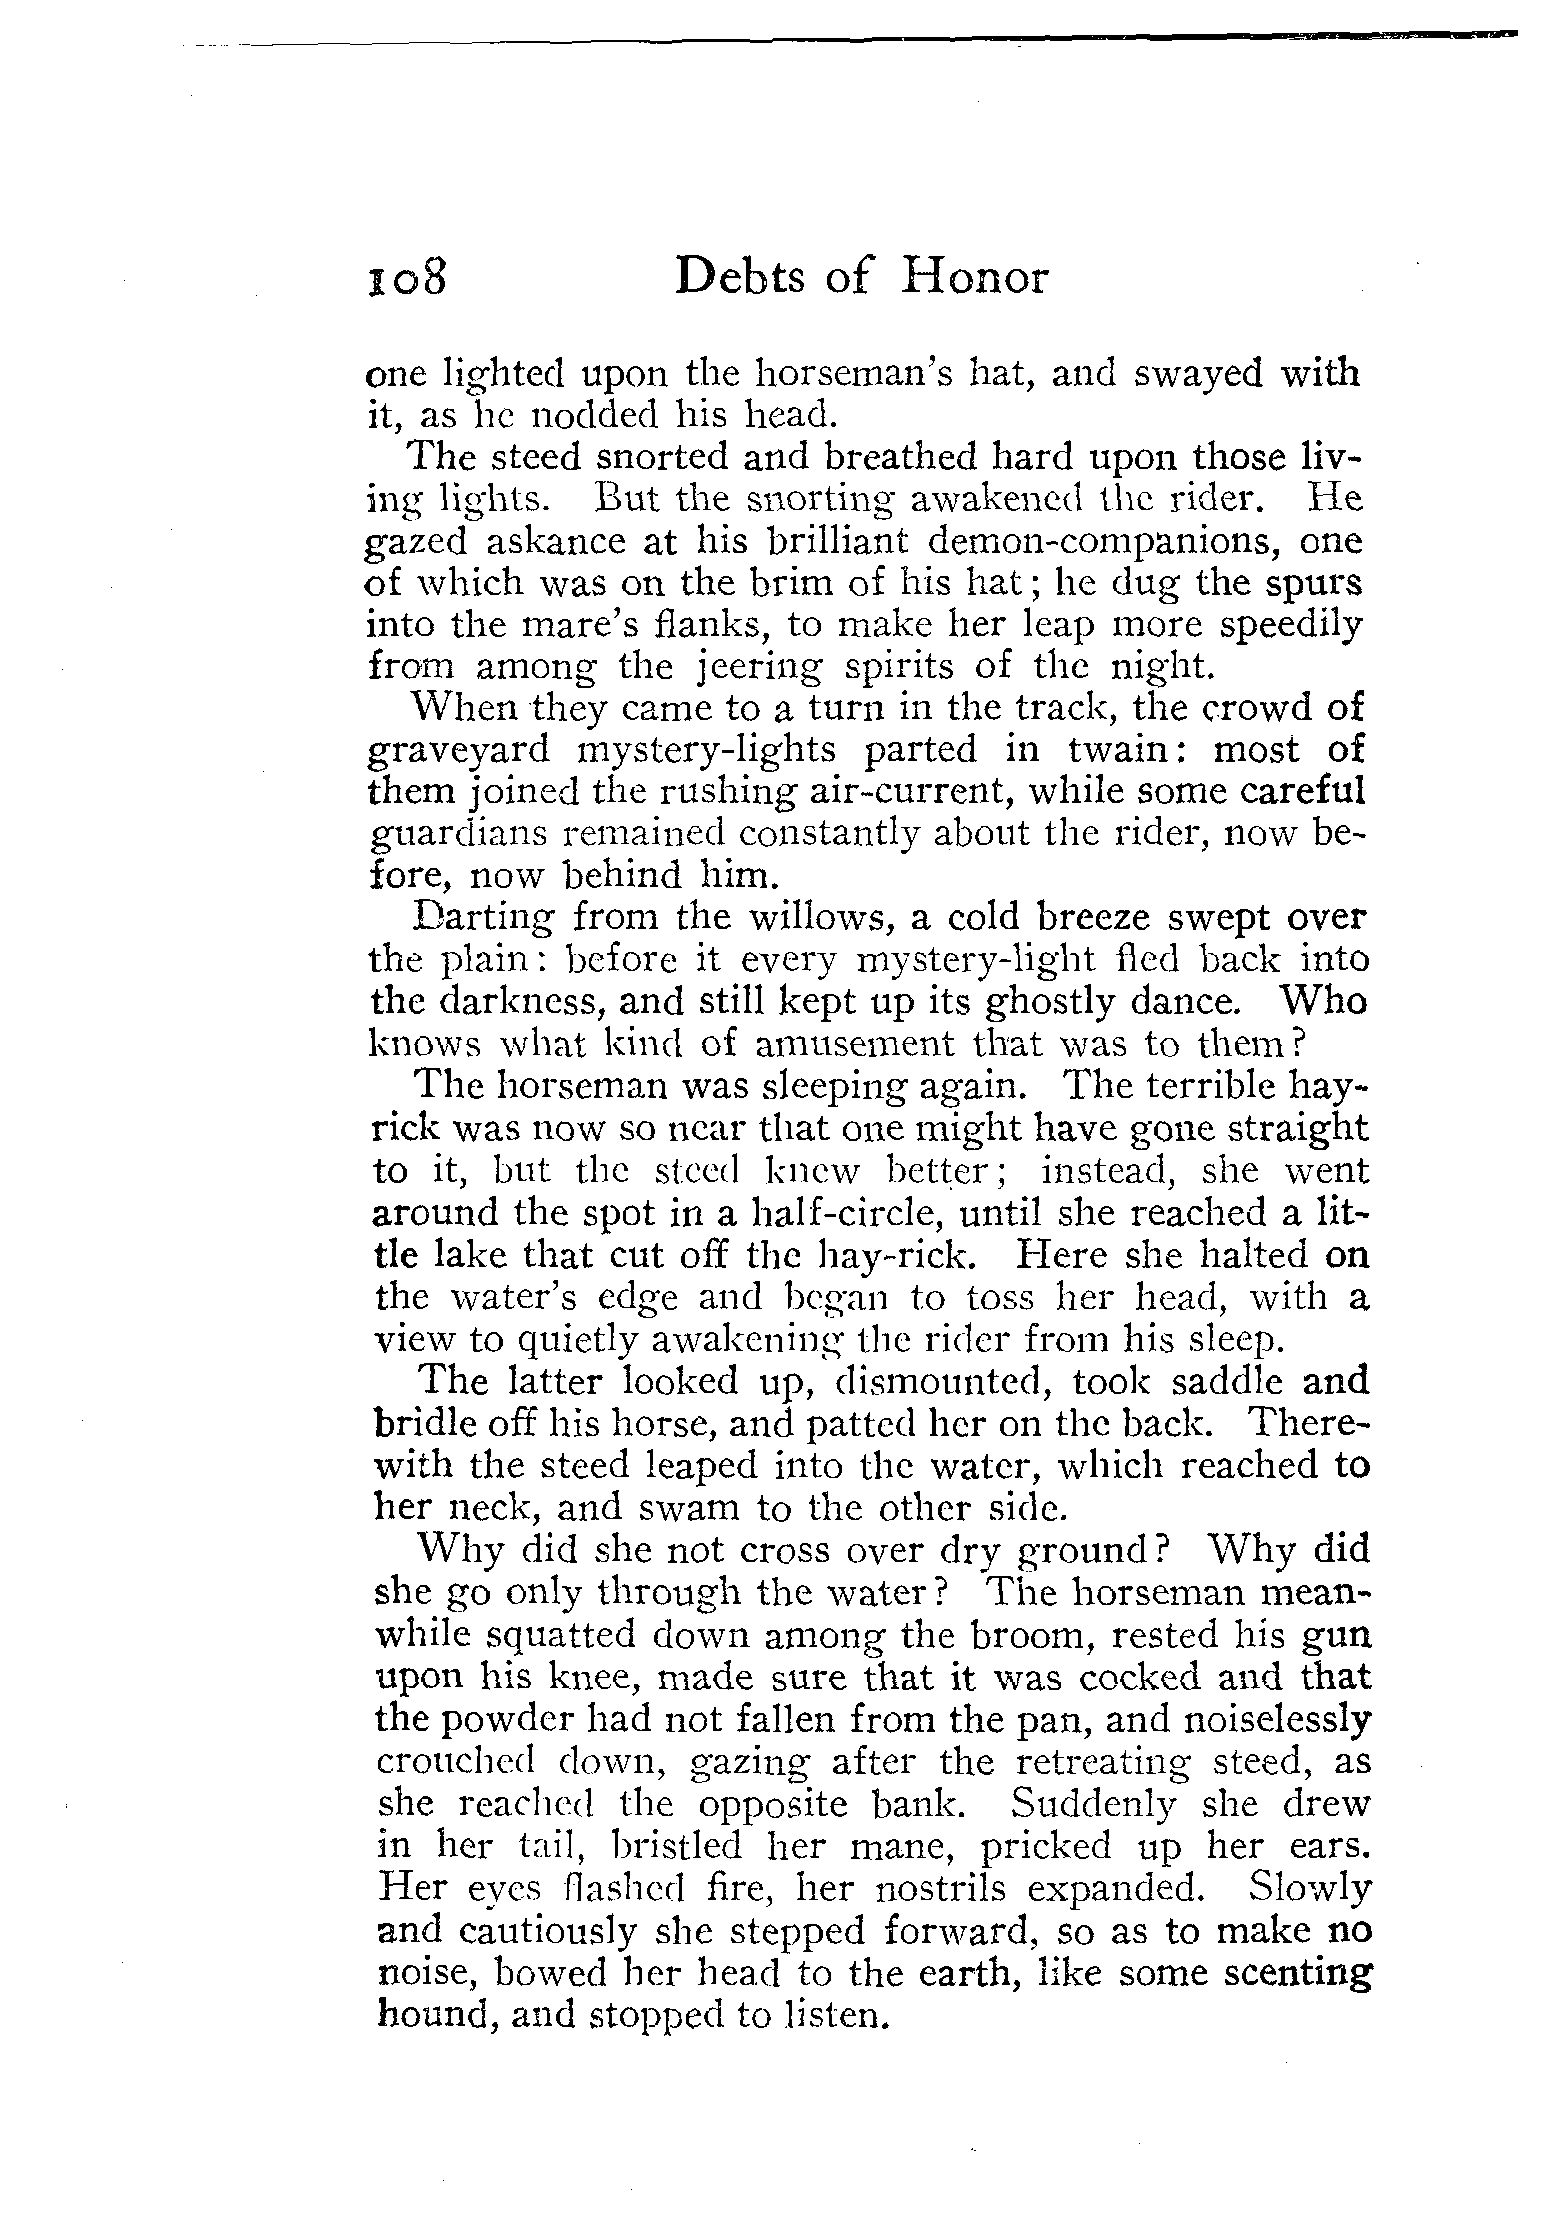 108 Debts of Honor
one lighted upon the horseman's hat, and swayed with
it, as he nodded his head.
The steed snorted and breathed hard upon those liv-
ing lights. But the snorting awakened the rider. He
gazed askance at his brilliant demon-companions, one
of which was on the brim of his hat; he dug the spurs
into the mare's flanks, to make her leap more speedily
from among the jeering spirits of the night.
When they came to a turn in the track, the crowd of
graveyard mystery-lights parted in twain: most of
them joined the rushing air-current, while some careful
guardians remained constantly about the rider, now be-
fore, now behind him.
Darting from the willows, a cold breeze swept over
the plain: before it every mystery-light fled back into
the darkness, and still kept up its ghostly dance. Who
knows what kind of amusement that was to them?
The horseman was sleeping again. The terrible hay-
rick was now so near that one might have gone straight
to it, but the steed knew better; instead, she went
around the spot in a half-circle, until she reached a lit-
tle lake that cut off the hay-rick. Here she halted on
the water's edge and began to toss her head, with a
view to quietly awakening the rider from his sleep.
The latter looked up, dismounted, took saddle and
bridle off his horse, and patted her on the back. There-
with the steed leaped into the water, which reached to
her neck, and swam to the other side.
Why did she not cross over dry ground? Why did
she go only through the water? The horseman mean-
while squatted down among the broom, rested his gun
upon his knee, made sure that it was cocked and that
the powder had not fallen from the pan, and noiselessly
crouched down, gazing after the retreating steed, as
she reached the opposite bank. Suddenly she drew
in her tail, bristled her mane, pricked up her ears.
Her eyes flashed fire, her nostrils expanded. Slowly
and cautiously she stepped forward, so as to make no
noise, bowed her head to the earth, like some scenting
hound, and stopped to listen.